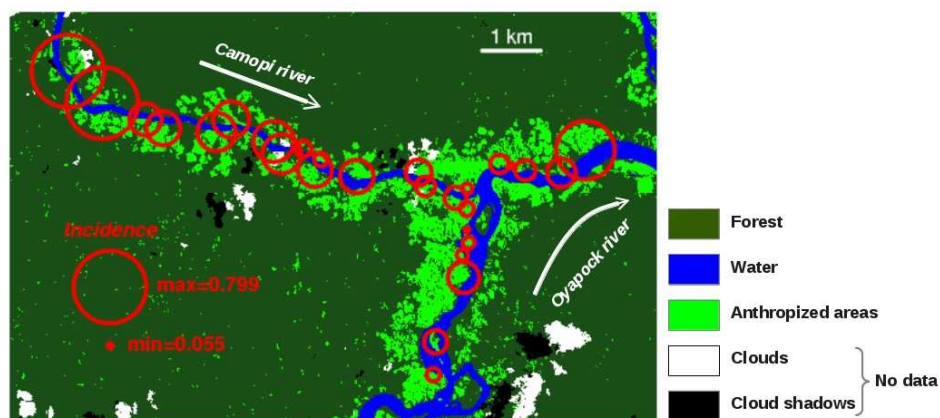 1 km
Camopi river
Incidence
max=0.799
min=0.055
Oyapock river
Forest
Water
Anthropized areas
Clouds
No data
Cloud shadows